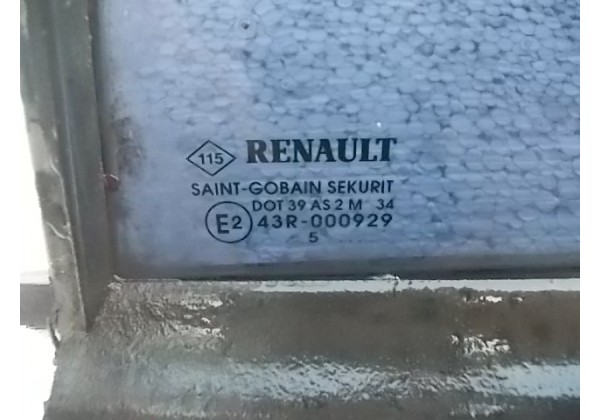 115 RENAULT
SAINT-GOBAIN SEKURIT
DOT 39 AS 2 M 34
E2 43R-000929
5